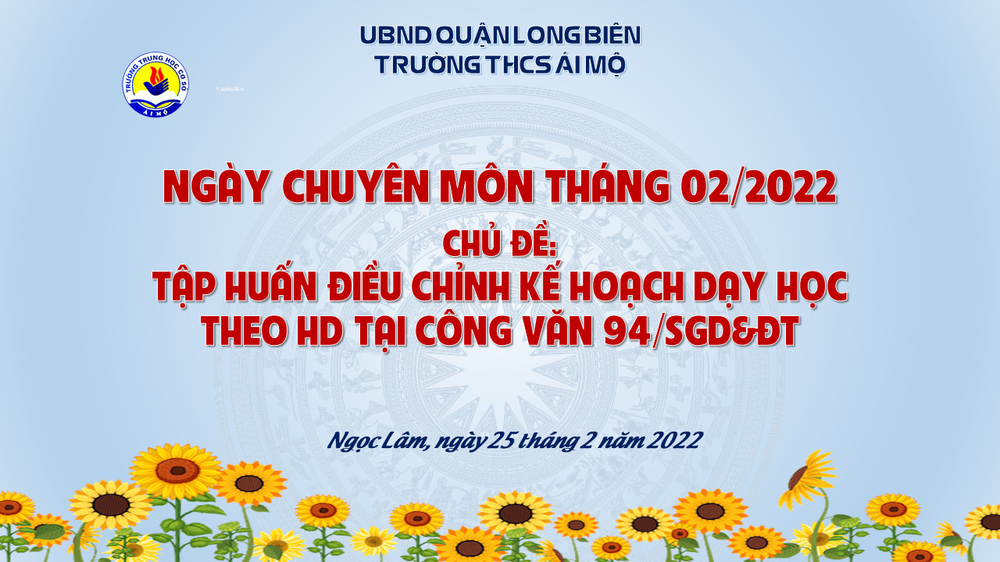 UBND QUẬN LONG BIÊN
TRƯỜNG THCS ÁI MỘ
TRƯỜNG TRUNG HỌC CƠ SỞ
ÁI MỘ
NGÀY CHUYÊN MÔN THÁNG 02/2022
CHỦ ĐỀ:
TẬP HUẤN ĐIỀU CHỈNH KẾ HOẠCH DẠY HỌC
THEO HD TẠI CÔNG VĂN 94/SGD&ĐT
Ngọc Lâm, ngày 25 tháng 2 năm 2022